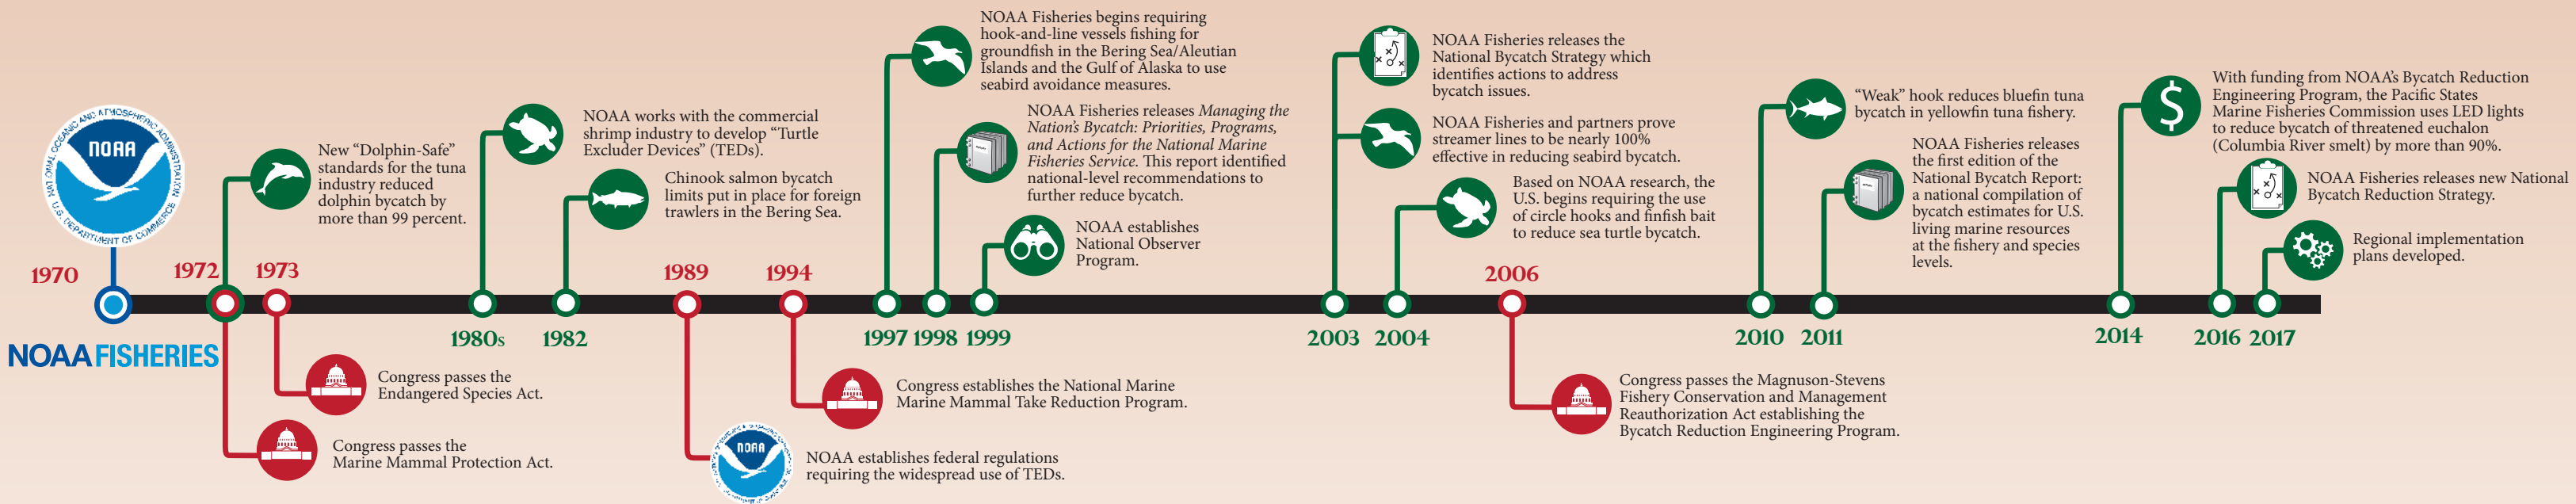 NATIONAL OCEANIC AND ATMOSPHERIC ADMINISTRATION
U.S. DEPARTMENT OF COMMERCE
NOAA
1970
NOAA FISHERIES
1972
New “Dolphin-Safe”
standards for the tuna
industry reduced
dolphin bycatch by
more than 99 percent.
Congress passes the
Marine Mammal Protection Act.
1973
Congress passes the
Endangered Species Act.
1980s
NOAA works with the commercial
shrimp industry to develop “Turtle
Excluder Devices” (TEDs).
1982
Chinook salmon bycatch
limits put in place for foreign
trawlers in the Bering Sea.
1989
NOAA
NOAA establishes federal regulations
requiring the widespread use of TEDs.
1994
Congress establishes the National Marine
Marine Mammal Take Reduction Program.
1997
NOAA Fisheries begins requiring
hook-and-line vessels fishing for
groundfish in the Bering Sea/Aleutian
Islands and the Gulf of Alaska to use
seabird avoidance measures.
1998
NOAA Fisheries releases Managing the
Nation’s Bycatch: Priorities, Programs,
and Actions for the National Marine
Fisheries Service. This report identified
national-level recommendations to
further reduce bycatch.
1999
NOAA establishes
National Observer
Program.
2003
NOAA Fisheries releases the
National Bycatch Strategy which
identifies actions to address
bycatch issues.
NOAA Fisheries and partners prove
streamer lines to be nearly 100%
effective in reducing seabird bycatch.
2004
Based on NOAA research, the
U.S. begins requiring the use
of circle hooks and finfish bait
to reduce sea turtle bycatch.
2006
Congress passes the Magnuson-Stevens
Fishery Conservation and Management
Reauthorization Act establishing the
Bycatch Reduction Engineering Program.
2010
“Weak” hook reduces bluefin tuna
bycatch in yellowfin tuna fishery.
2011
NOAA Fisheries releases
the first edition of the
National Bycatch Report:
a national compilation of
bycatch estimates for U.S.
living marine resources
at the fishery and species
levels.
2014
$
With funding from NOAA’s Bycatch Reduction
Engineering Program, the Pacific States
Marine Fisheries Commission uses LED lights
to reduce bycatch of threatened euchalon
(Columbia River smelt) by more than 90%.
2016
NOAA Fisheries releases new National
Bycatch Reduction Strategy.
2017
Regional implementation
plans developed.